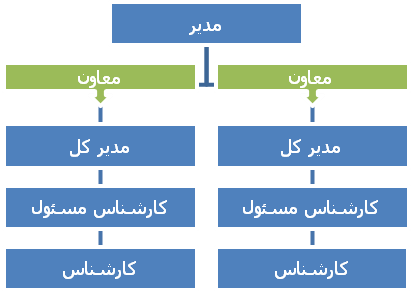 مدیر
معاون
معاون
مدیر کل
مدیر کل
کارشناس مسئول
کارشناس مسئول
کارشناس
کارشناس